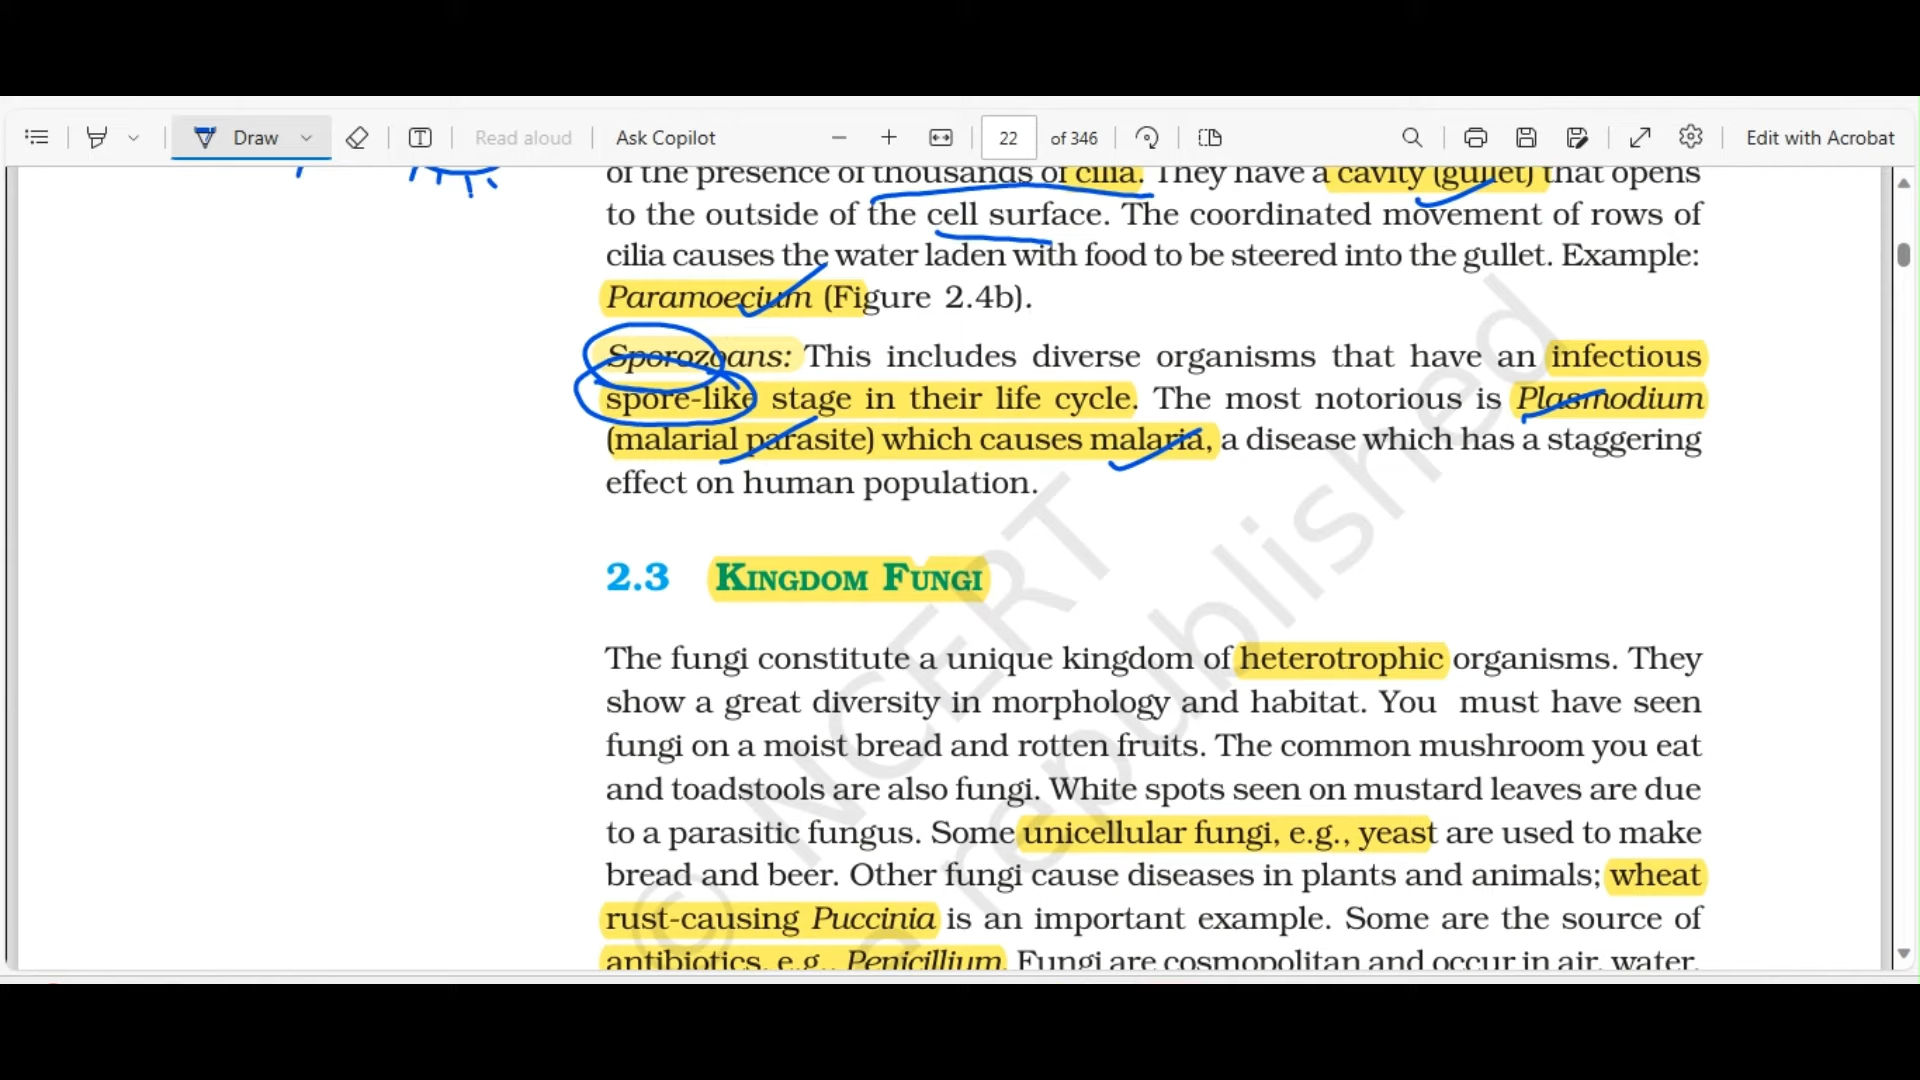 Draw
Read aloud
Ask Copilot
22
of 346
Edit with Acrobat
of the presence of thousands of cilia. They have a cavity (gullet) that opens
to the outside of the cell surface. The coordinated movement of rows of
cilia causes the water laden with food to be steered into the gullet. Example:
Paramoecium (Figure 2.4b).
Sporozoans: This includes diverse organisms that have an infectious
spore-like stage in their life cycle. The most notorious is Plasmodium
(malarial parasite) which causes malaria, a disease which has a staggering
effect on human population.
2.3 KINGDOM FUNGI
The fungi constitute a unique kingdom of heterotrophic organisms. They
show a great diversity in morphology and habitat. You must have seen
fungi on a moist bread and rotten fruits. The common mushroom you eat
and toadstools are also fungi. White spots seen on mustard leaves are due
to a parasitic fungus. Some unicellular fungi, e.g., yeast are used to make
bread and beer. Other fungi cause diseases in plants and animals; wheat
rust-causing Puccinia is an important example. Some are the source of
antibiotics, e.g., Penicillium. Fungi are cosmopolitan and occur in air, water,
© NCERT
republished